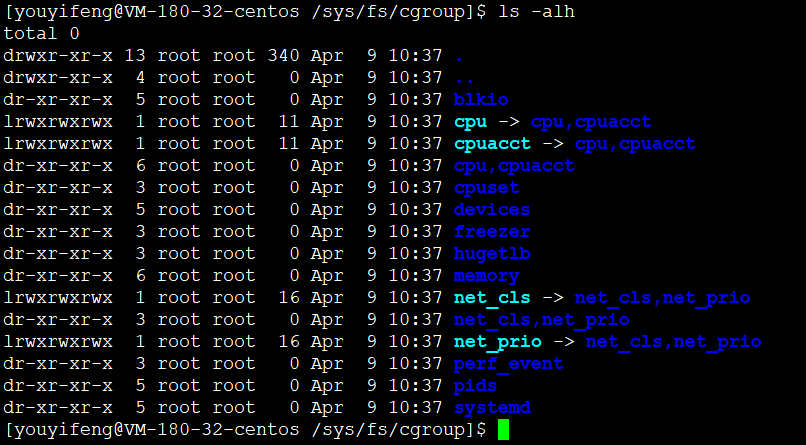 [youyifeng@VM-180-32-centos /sys/fs/cgroup]$ ls -alh
total 0
drwxr-xr-x 13 root root 340 Apr  9 10:37 .
drwxr-xr-x  4 root root   0 Apr  9 10:37 ..
dr-xr-xr-x  5 root root   0 Apr  9 10:37 blkio
lrwxrwxrwx  1 root root  11 Apr  9 10:37 cpu -> cpu,cpuacct
lrwxrwxrwx  1 root root  11 Apr  9 10:37 cpuacct -> cpu,cpuacct
dr-xr-xr-x  6 root root   0 Apr  9 10:37 cpu,cpuacct
dr-xr-xr-x  3 root root   0 Apr  9 10:37 cpuset
dr-xr-xr-x  5 root root   0 Apr  9 10:37 devices
dr-xr-xr-x  3 root root   0 Apr  9 10:37 freezer
dr-xr-xr-x  3 root root   0 Apr  9 10:37 hugetlb
dr-xr-xr-x  6 root root   0 Apr  9 10:37 memory
lrwxrwxrwx  1 root root  16 Apr  9 10:37 net_cls -> net_cls,net_prio
dr-xr-xr-x  3 root root   0 Apr  9 10:37 net_cls,net_prio
lrwxrwxrwx  1 root root  16 Apr  9 10:37 net_prio -> net_cls,net_prio
dr-xr-xr-x  3 root root   0 Apr  9 10:37 perf_event
dr-xr-xr-x  5 root root   0 Apr  9 10:37 pids
dr-xr-xr-x  5 root root   0 Apr  9 10:37 systemd
[youyifeng@VM-180-32-centos /sys/fs/cgroup]$